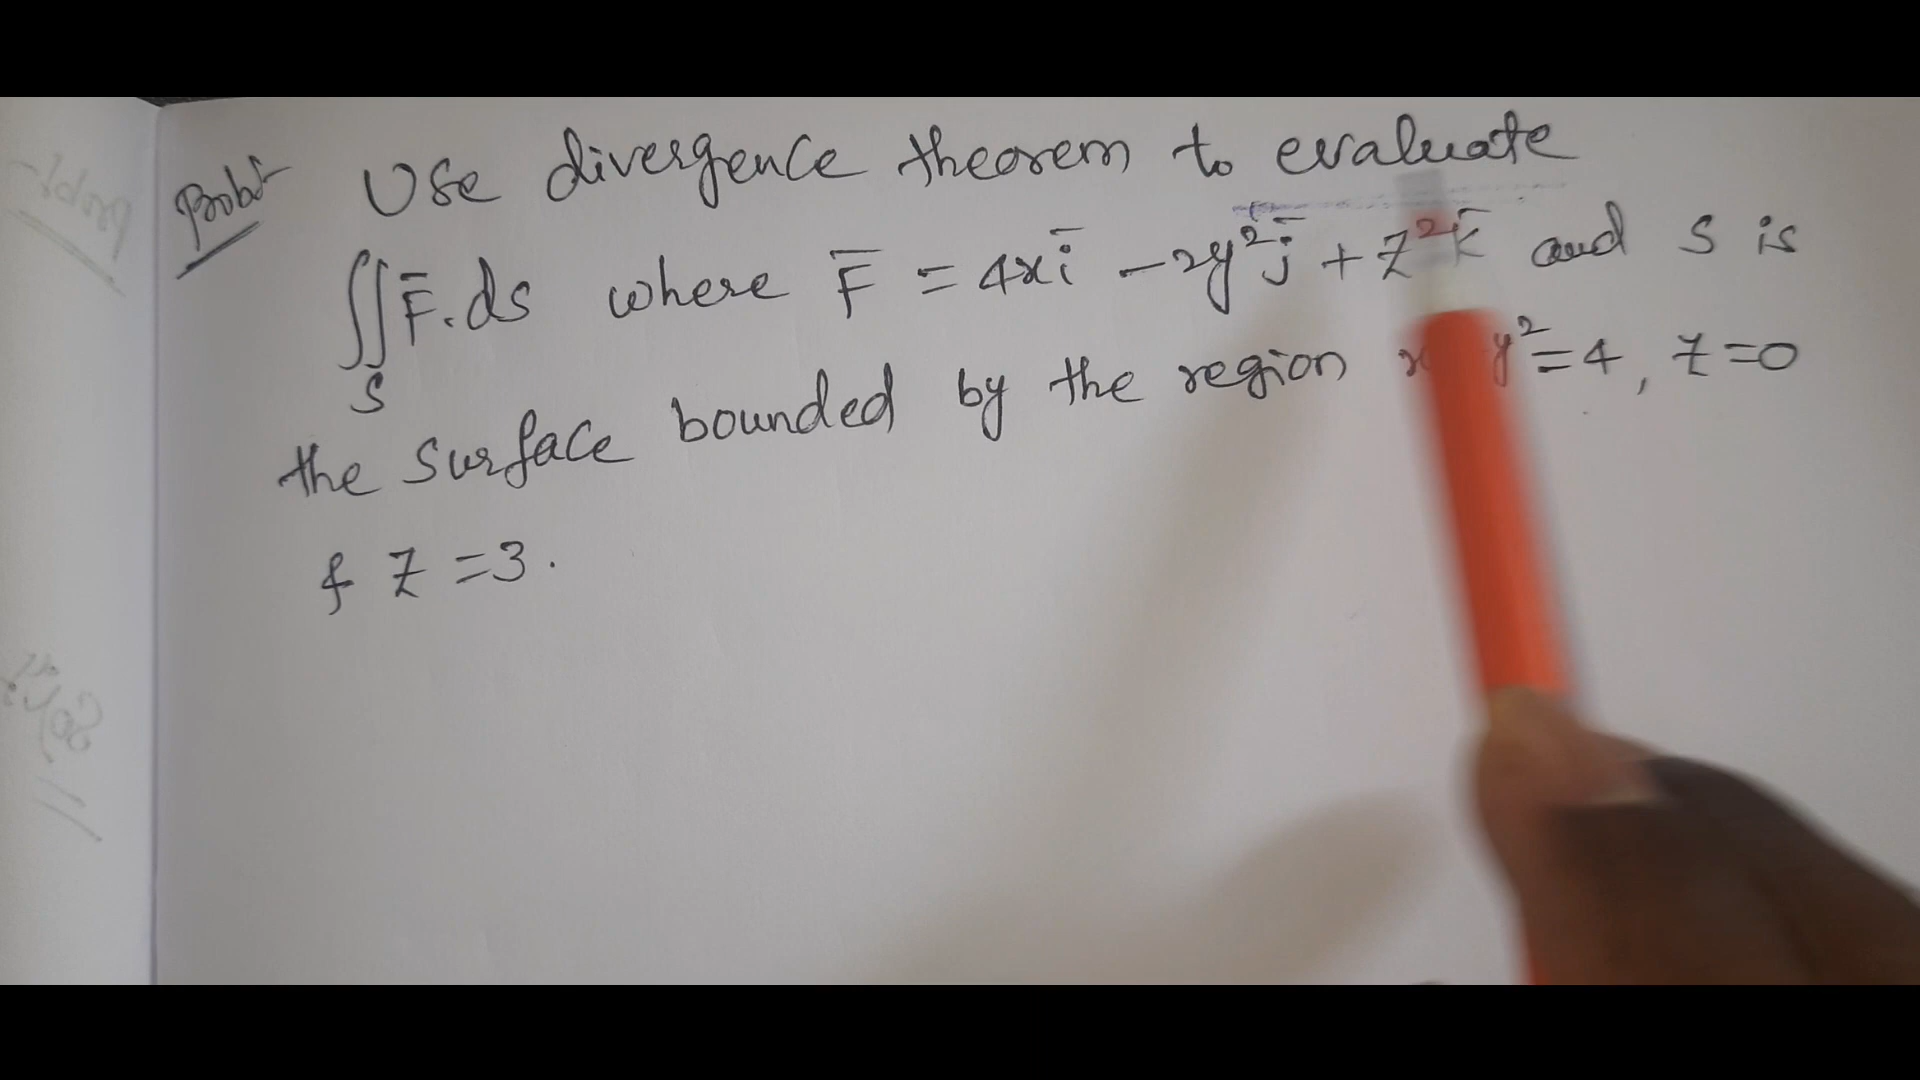 Prob:-
Use divergence theorem to evaluate
∬_S F̄.ds where F̄ = 4xī -2y²j̄ + z²k̄ and S is
the surface bounded by the region x y²=4, z=0
& z=3.